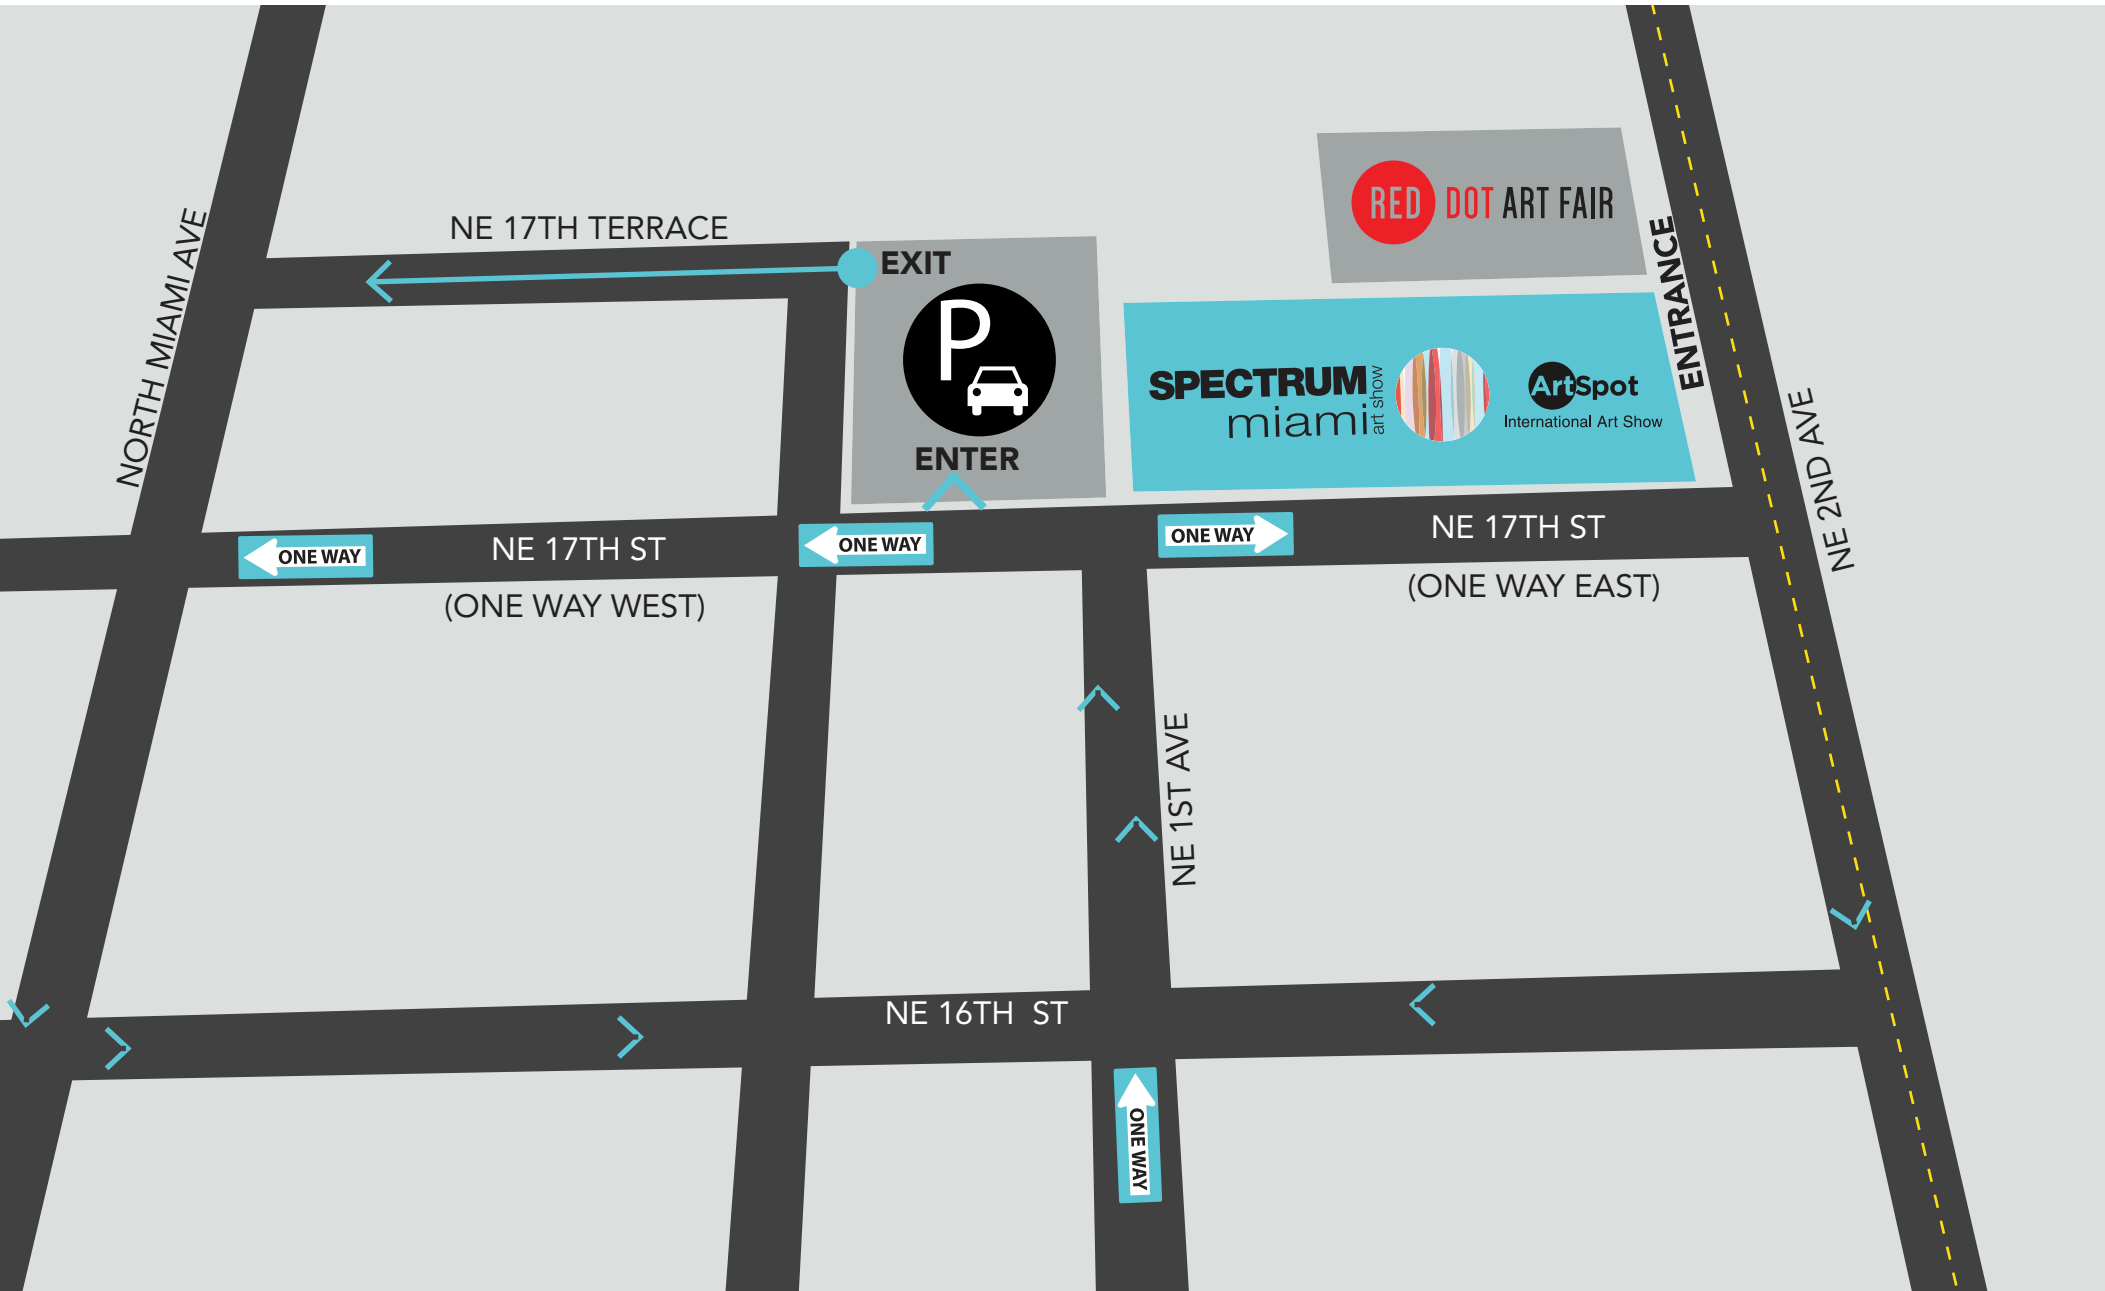 RED DOT ART FAIR
NE 17TH TERRACE
NORTH MIAMI AVE
EXIT
P
ENTER
ENTRANCE
SPECTRUM
miami
art show
ArtSpot
International Art Show
NE 2ND AVE
ONE WAY
NE 17TH ST
ONE WAY
ONE WAY
NE 17TH ST
(ONE WAY WEST)
(ONE WAY EAST)
NE 1ST AVE
NE 16TH ST
ONE WAY